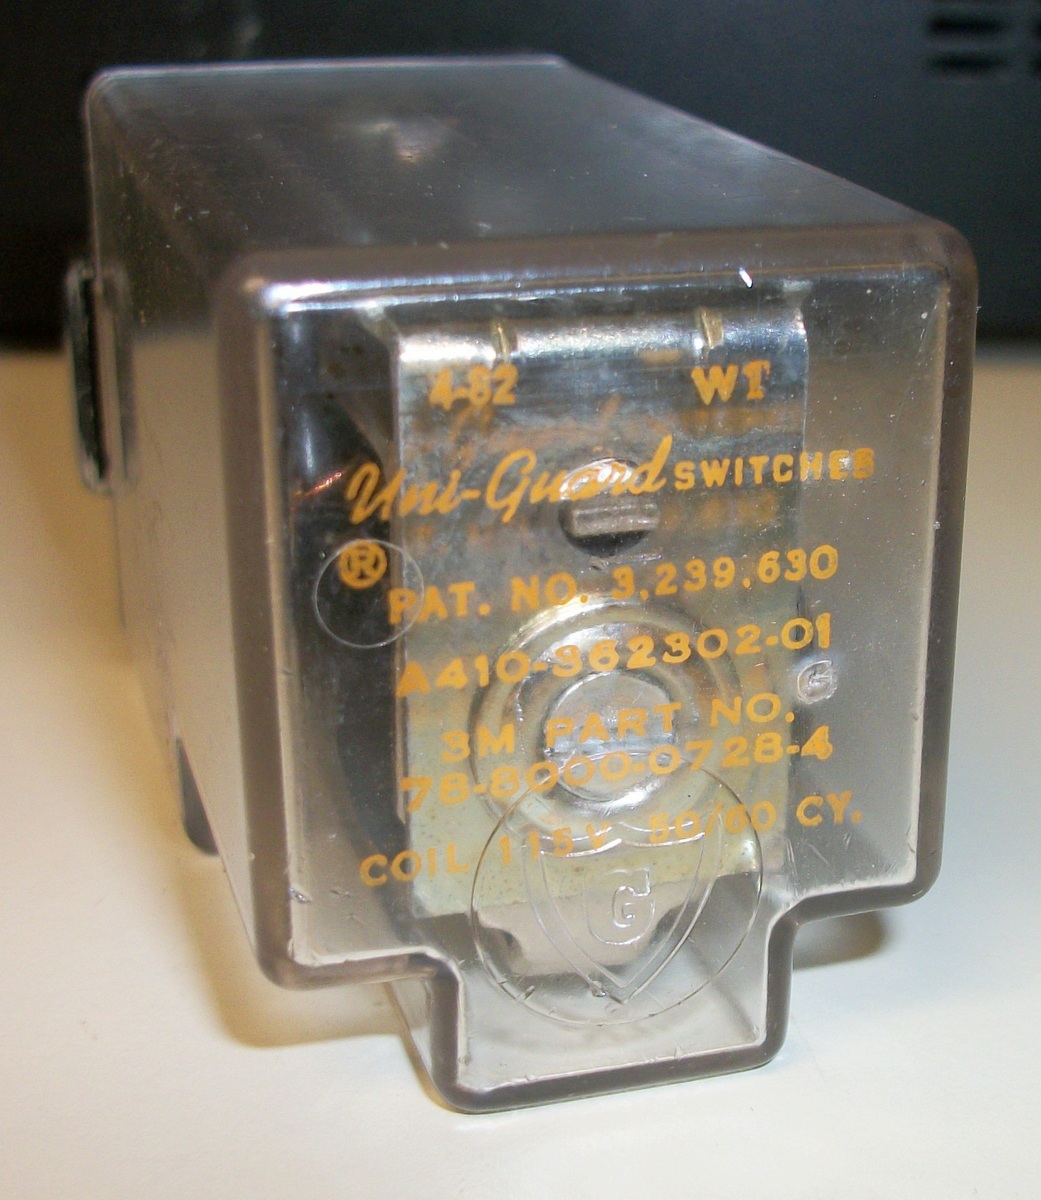 4-82 WT
Uni-Guard SWITCHES
®
PAT. NO. 3,239,630
A410-362302-01
G
3M PART NO.
78-8000-0728-4
COIL 115V 50/60 CY.
G